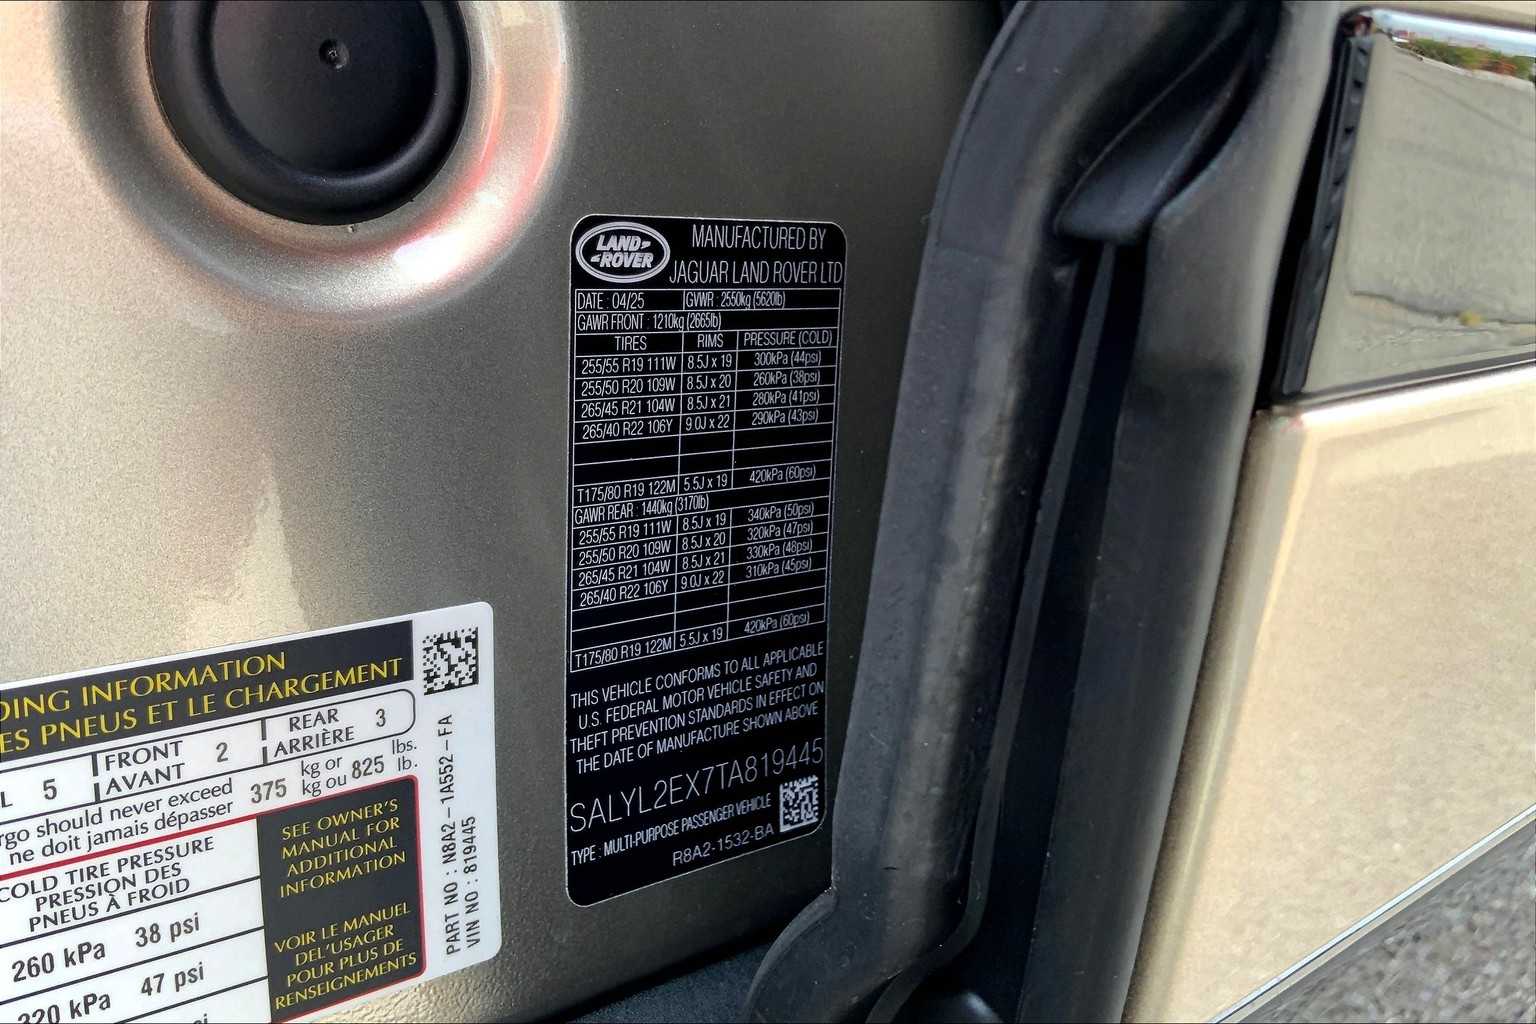 LAND-
-ROVER
MANUFACTURED BY
JAGUAR LAND ROVER LTD
DATE : 04/25 GVWR : 2550kg (5620lb)
GAWR FRONT : 1210kg (2665lb)
TIRES RIMS PRESSURE (COLD)
255/55 R19 111W 8.5J x 19 300kPa (44psi)
255/50 R20 109W 8.5J x 20 260kPa (38psi)
265/45 R21 104W 8.5J x 21 280kPa (41psi)
265/40 R22 106Y 9.0J x 22 290kPa (43psi)
T175/80 R19 122M 5.5J x 19 420kPa (60psi)
GAWR REAR : 1440kg (3170lb)
255/55 R19 111W 8.5J x 19 340kPa (50psi)
255/50 R20 109W 8.5J x 20 320kPa (47psi)
265/45 R21 104W 8.5J x 21 330kPa (48psi)
265/40 R22 106Y 9.0J x 22 310kPa (45psi)
T175/80 R19 122M 5.5J x 19 420kPa (60psi)
THIS VEHICLE CONFORMS TO ALL APPLICABLE
U.S. FEDERAL MOTOR VEHICLE SAFETY AND
THEFT PREVENTION STANDARDS IN EFFECT ON
THE DATE OF MANUFACTURE SHOWN ABOVE
SALYL2EX7TA819445
TYPE : MULTI-PURPOSE PASSENGER VEHICLE
R8A2-1532-BA
DING INFORMATION
ES PNEUS ET LE CHARGEMENT
L 5 FRONT AVANT 2 REAR ARRIÈRE 3
rgo should never exceed 375 kg or 825 lbs.
ne doit jamais dépasser kg ou lb.
COLD TIRE PRESSURE
PRESSION DES
PNEUS À FROID
260 kPa 38 psi
320 kPa 47 psi
SEE OWNER'S
MANUAL FOR
ADDITIONAL
INFORMATION
VOIR LE MANUEL
DEL'USAGER
POUR PLUS DE
RENSEIGNEMENTS
PART NO : N8A2-1A552-FA
VIN NO : 819445